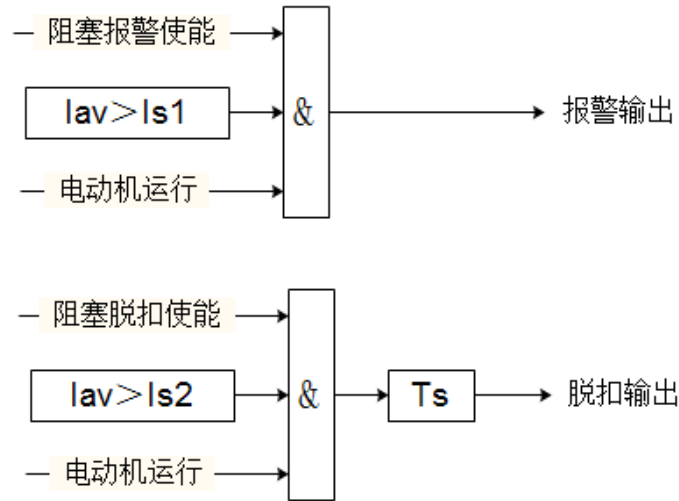 阻塞报警使能
Iav＞Is1
&
报警输出
电动机运行
阻塞脱扣使能
Iav＞Is2
&
Ts
脱扣输出
电动机运行